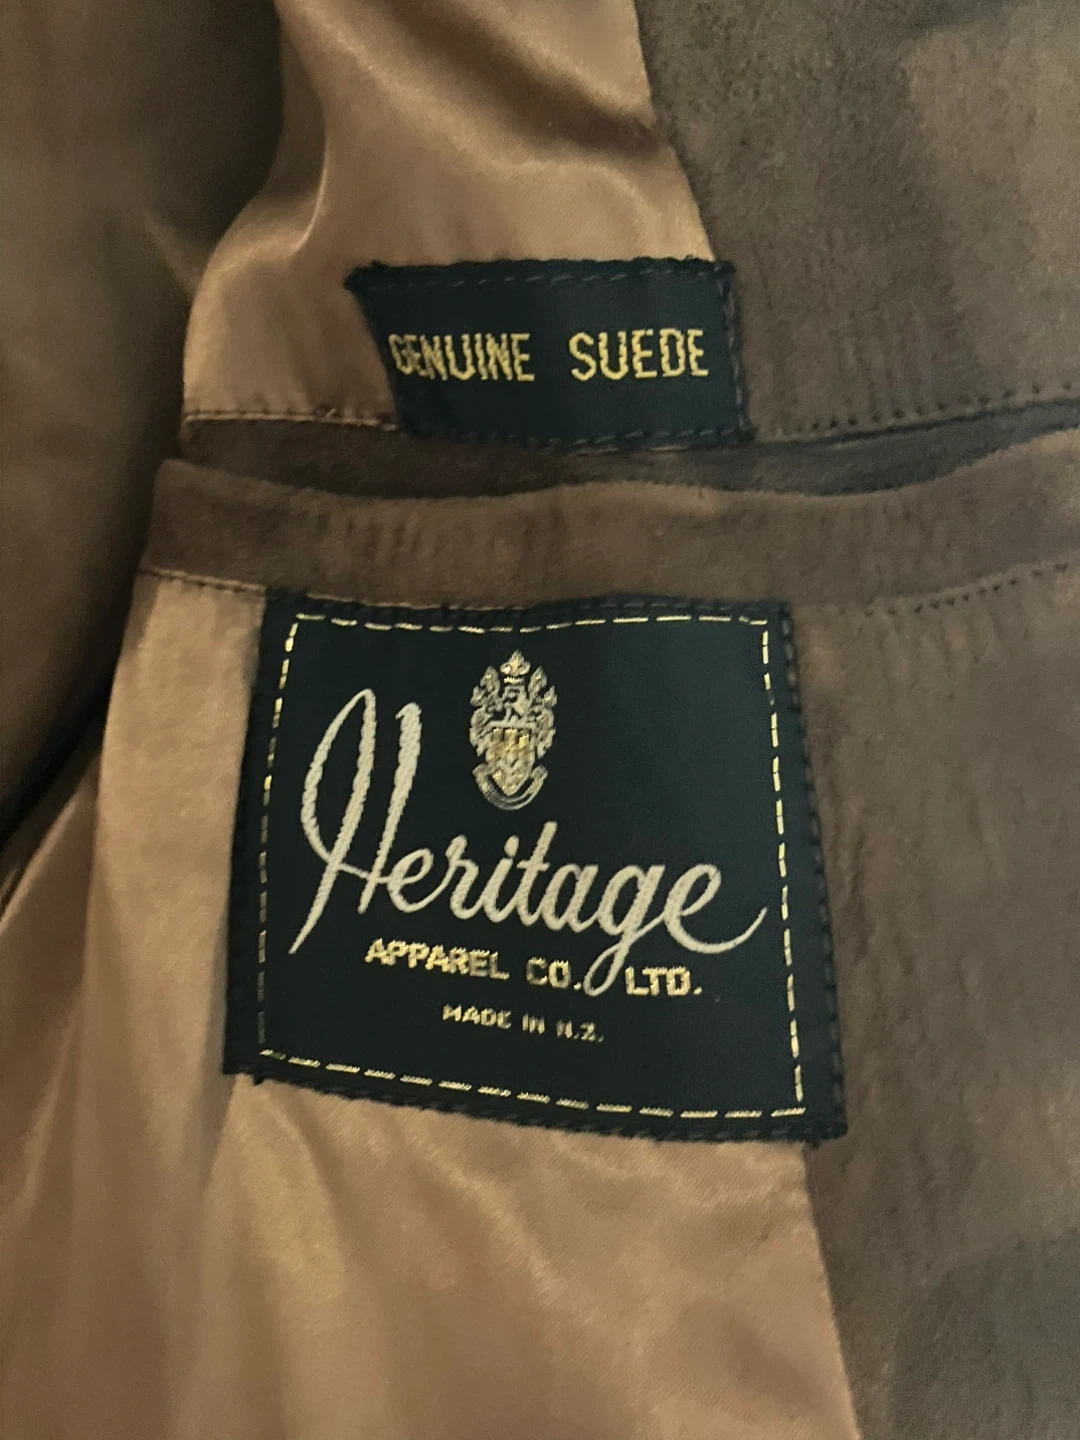 GENUINE SUEDE
Heritage
APPAREL CO. LTD.
MADE IN N.Z.